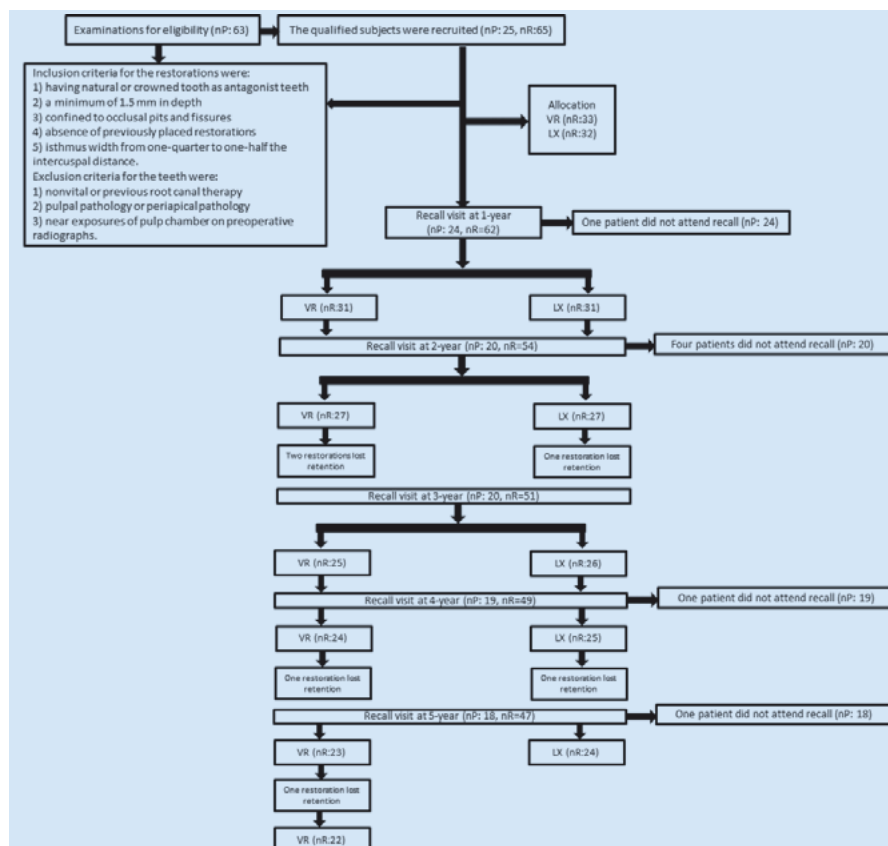 Examinations for eligibility (nP: 63)
The qualified subjects were recruited (nP: 25, nR:65)
Inclusion criteria for the restorations were:
1) having natural or crowned tooth as antagonist teeth
2) a minimum of 1.5 mm in depth
3) confined to occlusal pits and fissures
4) absence of previously placed restorations
5) isthmus width from one-quarter to one-half the
intercuspal distance.
Exclusion criteria for the teeth were:
1) nonvital or previous root canal therapy
2) pulpal pathology or periapical pathology
3) near exposures of pulp chamber on preoperative
radiographs.
Allocation
VR (nR:33)
LX (nR:32)
Recall visit at 1-year
(nP: 24, nR=62)
One patient did not attend recall (nP: 24)
VR (nR:31)
LX (nR:31)
Recall visit at 2-year (nP: 20, nR=54)
Four patients did not attend recall (nP: 20)
VR (nR:27)
LX (nR:27)
Two restorations lost
retention
One restoration lost
retention
Recall visit at 3-year (nP: 20, nR=51)
VR (nR:25)
LX (nR:26)
Recall visit at 4-year (nP: 19, nR=49)
One patient did not attend recall (nP: 19)
VR (nR:24)
LX (nR:25)
One restoration lost
retention
One restoration lost
retention
Recall visit at 5-year (nP: 18, nR=47)
One patient did not attend recall (nP: 18)
VR (nR:23)
LX (nR:24)
One restoration lost
retention
VR (nR:22)